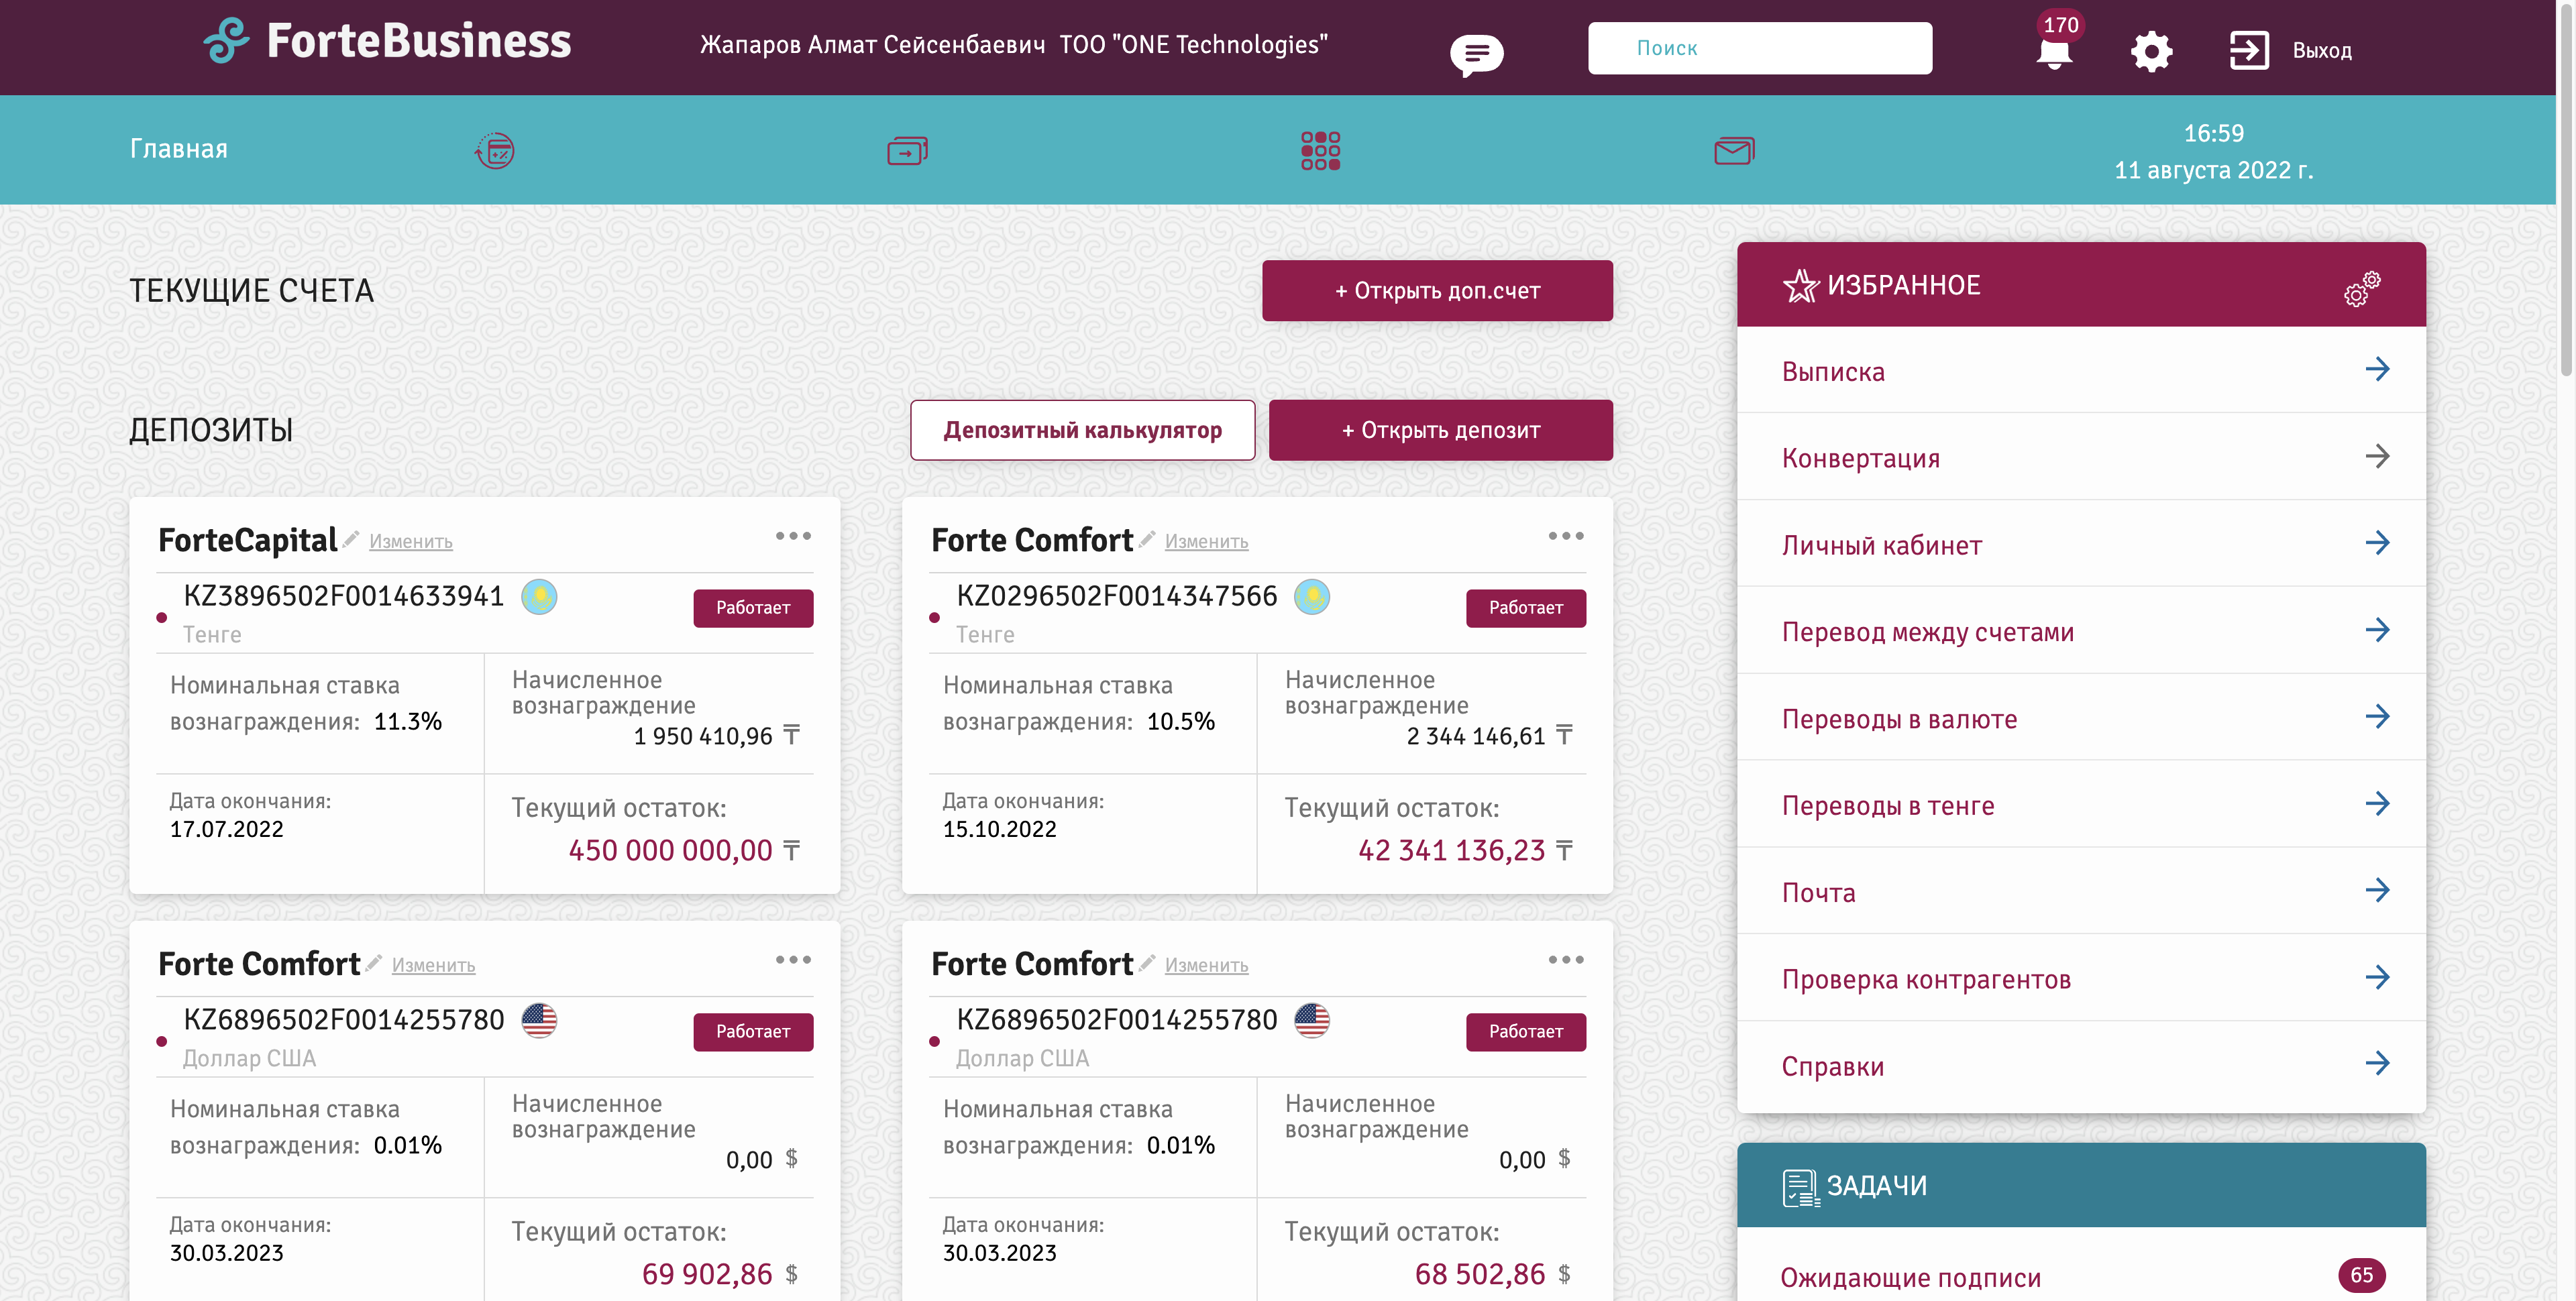 ForteBusiness
Жапаров Алмат Сейсенбаевич ТОО "ONE Technologies"
Поиск
170
Выход
Главная
16:59
11 августа 2022 г.
ТЕКУЩИЕ СЧЕТА
+ Открыть доп.счет
ДЕПОЗИТЫ
Депозитный калькулятор
+ Открыть депозит
ForteCapital Изменить
KZ3896502F0014633941
Тенге
Работает
Номинальная ставка
вознаграждения: 11.3%
Начисленное
вознаграждение
1 950 410,96 ₸
Дата окончания:
17.07.2022
Текущий остаток:
450 000 000,00 ₸
Forte Comfort Изменить
KZ0296502F0014347566
Тенге
Работает
Номинальная ставка
вознаграждения: 10.5%
Начисленное
вознаграждение
2 344 146,61 ₸
Дата окончания:
15.10.2022
Текущий остаток:
42 341 136,23 ₸
Forte Comfort Изменить
KZ6896502F0014255780
Доллар США
Работает
Номинальная ставка
вознаграждения: 0.01%
Начисленное
вознаграждение
0,00 $
Дата окончания:
30.03.2023
Текущий остаток:
69 902,86 $
Forte Comfort Изменить
KZ6896502F0014255780
Доллар США
Работает
Номинальная ставка
вознаграждения: 0.01%
Начисленное
вознаграждение
0,00 $
Дата окончания:
30.03.2023
Текущий остаток:
68 502,86 $
ИЗБРАННОЕ
Выписка
Конвертация
Личный кабинет
Перевод между счетами
Переводы в валюте
Переводы в тенге
Почта
Проверка контрагентов
Справки
ЗАДАЧИ
Ожидающие подписи
65